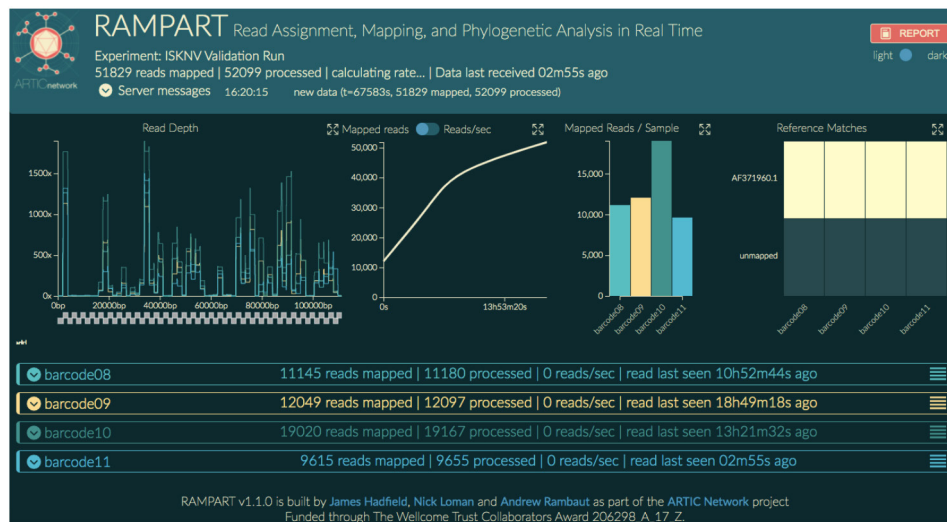 RAMPART Read Assignment, Mapping, and Phylogenetic Analysis in Real Time
REPORT
Experiment: ISKNV Validation Run
light dark
51829 reads mapped | 52099 processed | calculating rate... | Data last received 02m55s ago
ARTICnetwork
Server messages 16:20:15 new data (t=67583s, 51829 mapped, 52099 processed)
Read Depth
Mapped reads Reads/sec
Mapped Reads / Sample
Reference Matches
1500x
1000x
500x
0x
0bp 20000bp 40000bp 60000bp 80000bp 100000bp
50,000
40,000
30,000
20,000
10,000
0
0s 13h53m20s
15,000
10,000
5,000
0
barcode08 barcode09 barcode10 barcode11
AF371960.1
unmapped
barcode08 barcode09 barcode10 barcode11
barcode08 11145 reads mapped | 11180 processed | 0 reads/sec | read last seen 10h52m44s ago
barcode09 12049 reads mapped | 12097 processed | 0 reads/sec | read last seen 18h49m18s ago
barcode10 19020 reads mapped | 19167 processed | 0 reads/sec | read last seen 13h21m32s ago
barcode11 9615 reads mapped | 9655 processed | 0 reads/sec | read last seen 02m55s ago
RAMPART v1.1.0 is built by James Hadfield, Nick Loman and Andrew Rambaut as part of the ARTIC Network project
Funded through The Wellcome Trust Collaborators Award 206298_A_17_Z.